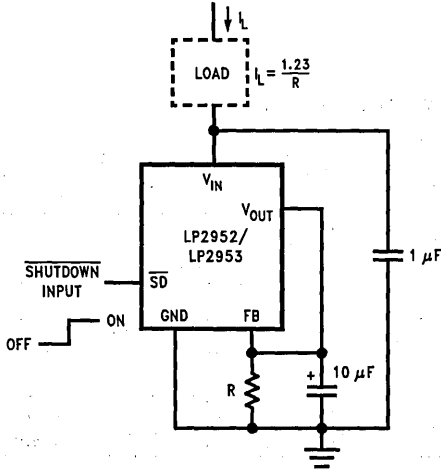 I_L
LOAD
I_L = 1.23/R
V_IN
V_OUT
LP2952/
LP2953
1 μF
SHUTDOWN
INPUT
SD
GND
FB
OFF
ON
R
+
10 μF